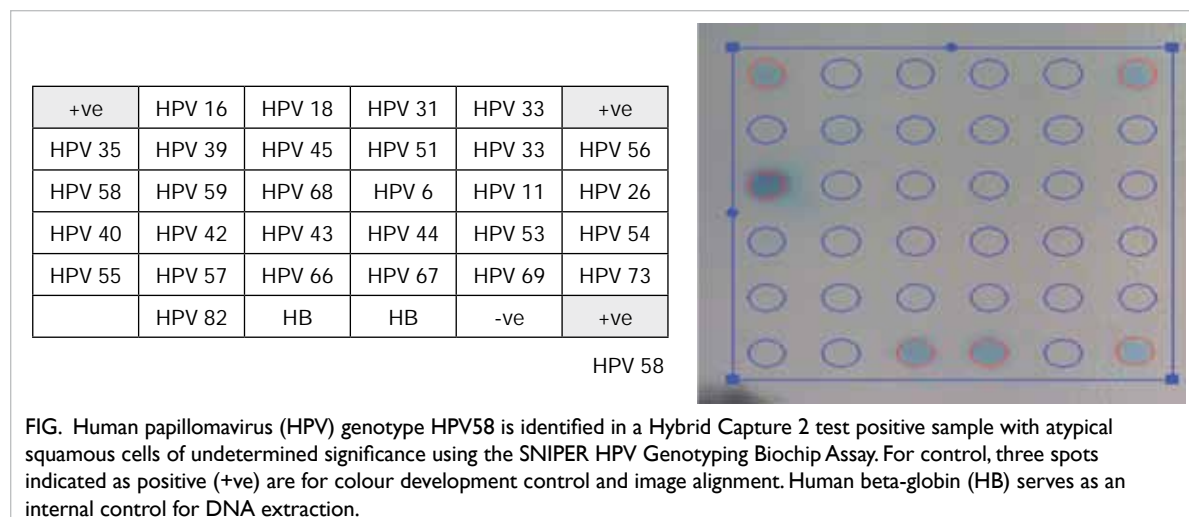 +ve HPV 16 HPV 18 HPV 31 HPV 33 +ve
HPV 35 HPV 39 HPV 45 HPV 51 HPV 33 HPV 56
HPV 58 HPV 59 HPV 68 HPV 6 HPV 11 HPV 26
HPV 40 HPV 42 HPV 43 HPV 44 HPV 53 HPV 54
HPV 55 HPV 57 HPV 66 HPV 67 HPV 69 HPV 73
HPV 82 HB HB -ve +ve
HPV 58
FIG. Human papillomavirus (HPV) genotype HPV58 is identified in a Hybrid Capture 2 test positive sample with atypical
squamous cells of undetermined significance using the SNIPER HPV Genotyping Biochip Assay. For control, three spots
indicated as positive (+ve) are for colour development control and image alignment. Human beta-globin (HB) serves as an
internal control for DNA extraction.